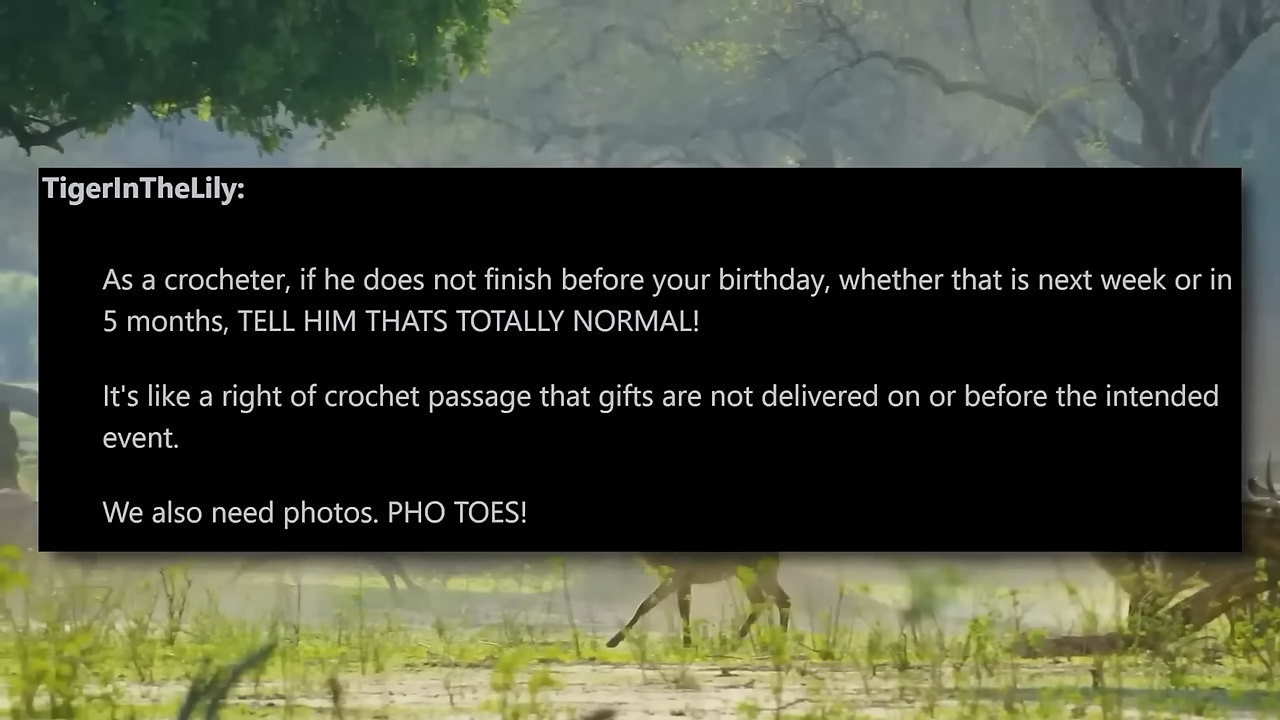 TigerInTheLily:
As a crocheter, if he does not finish before your birthday, whether that is next week or in
5 months, TELL HIM THATS TOTALLY NORMAL!
It's like a right of crochet passage that gifts are not delivered on or before the intended
event.
We also need photos. PHO TOES!